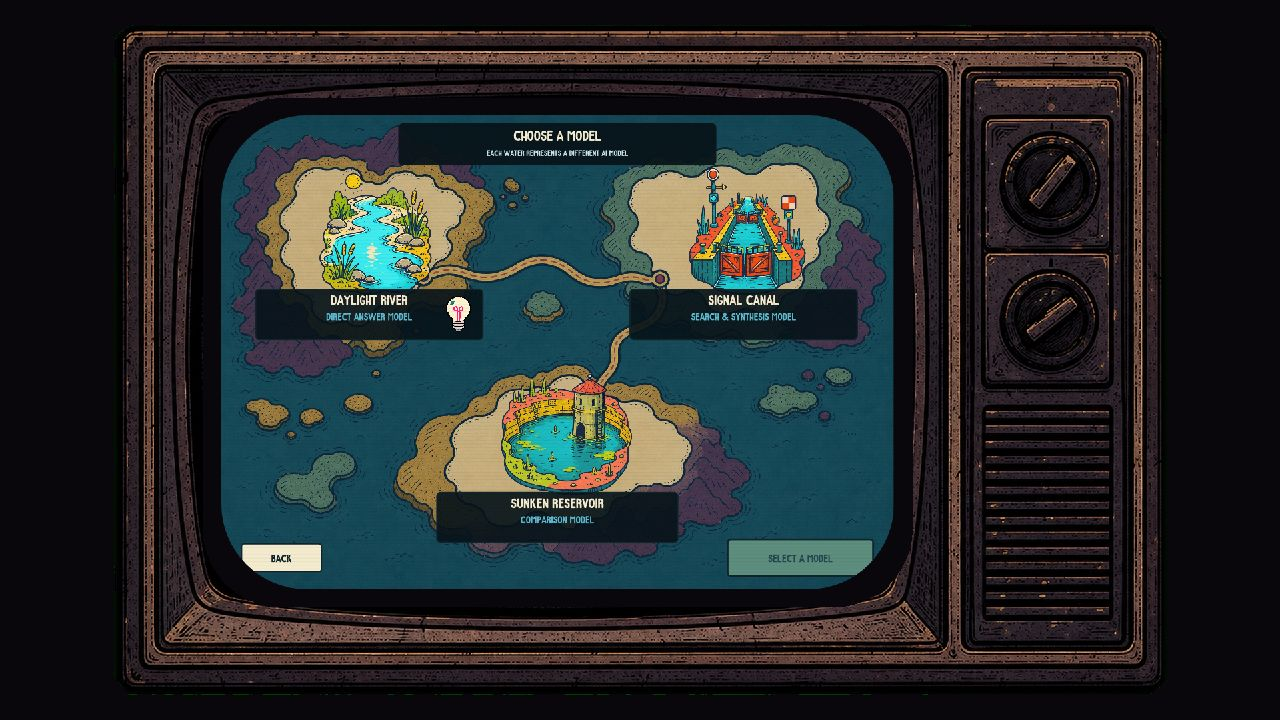 CHOOSE A MODEL
EACH WATER REPRESENTS A DIFFERENT AI MODEL
DAYLIGHT RIVER
DIRECT ANSWER MODEL
SIGNAL CANAL
SEARCH & SYNTHESIS MODEL
SUNKEN RESERVOIR
COMPARISON MODEL
BACK
SELECT A MODEL